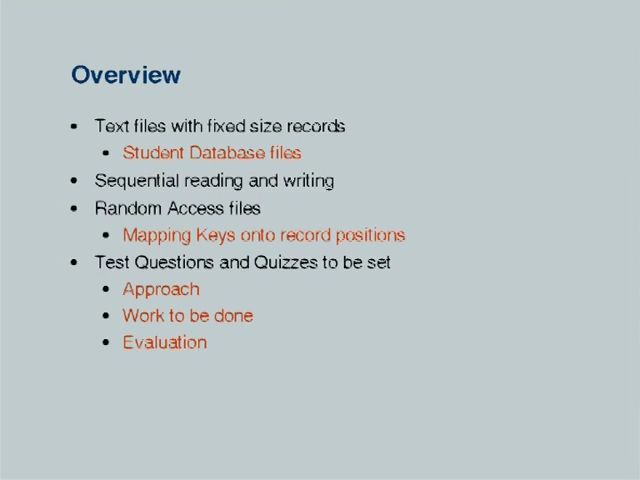 Overview
• Text files with fixed size records
• Student Database files
• Sequential reading and writing
• Random Access files
• Mapping Keys onto record positions
• Test Questions and Quizzes to be set
• Approach
• Work to be done
• Evaluation